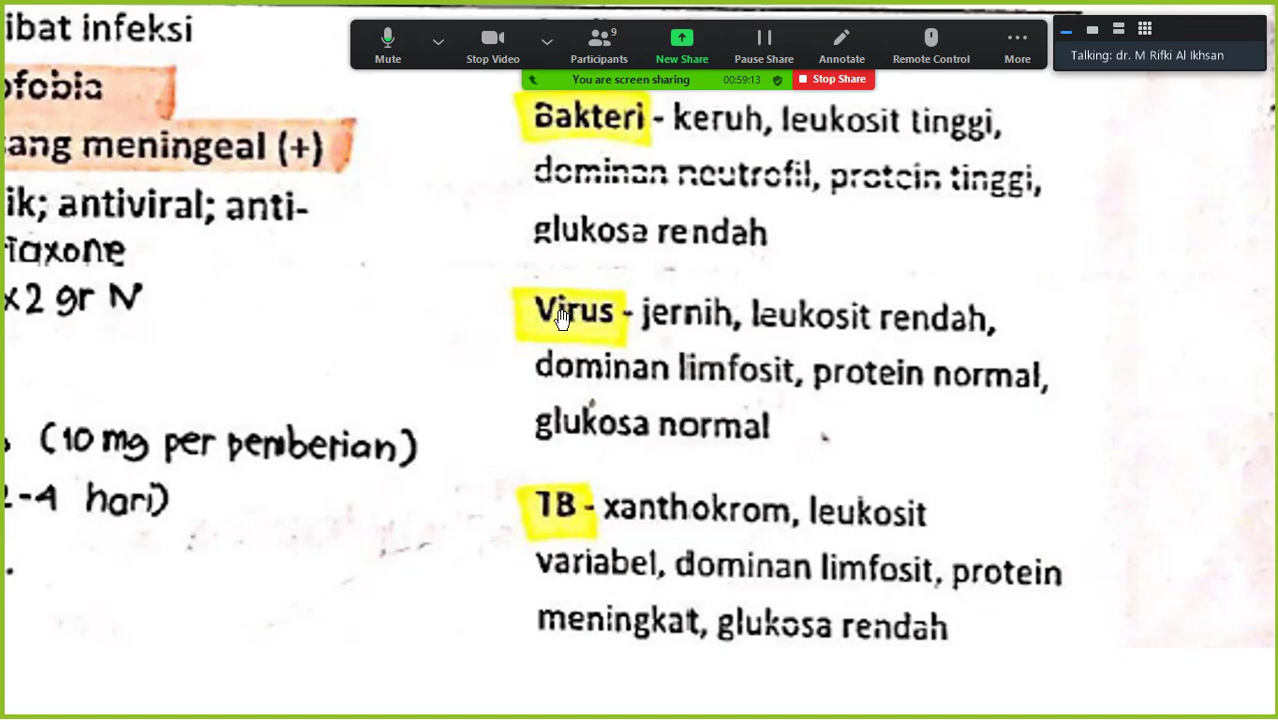 Mute
Stop Video
9
Participants
New Share
Pause Share
Annotate
Remote Control
More
Talking: dr. M Rifki Al Ikhsan
You are screen sharing
00:59:13
Stop Share
ibat infeksi
ofobia
ang meningeal (+)
ik; antiviral; anti-
riaxone
x2 gr IV
(10 mg per pemberian)
2-4 hari)
Bakteri - keruh, leukosit tinggi,
dominan neutrofil, protein tinggi,
glukosa rendah
Virus - jernih, leukosit rendah,
dominan limfosit, protein normal,
glukosa normal
TB - xanthokrom, leukosit
variabel, dominan limfosit, protein
meningkat, glukosa rendah